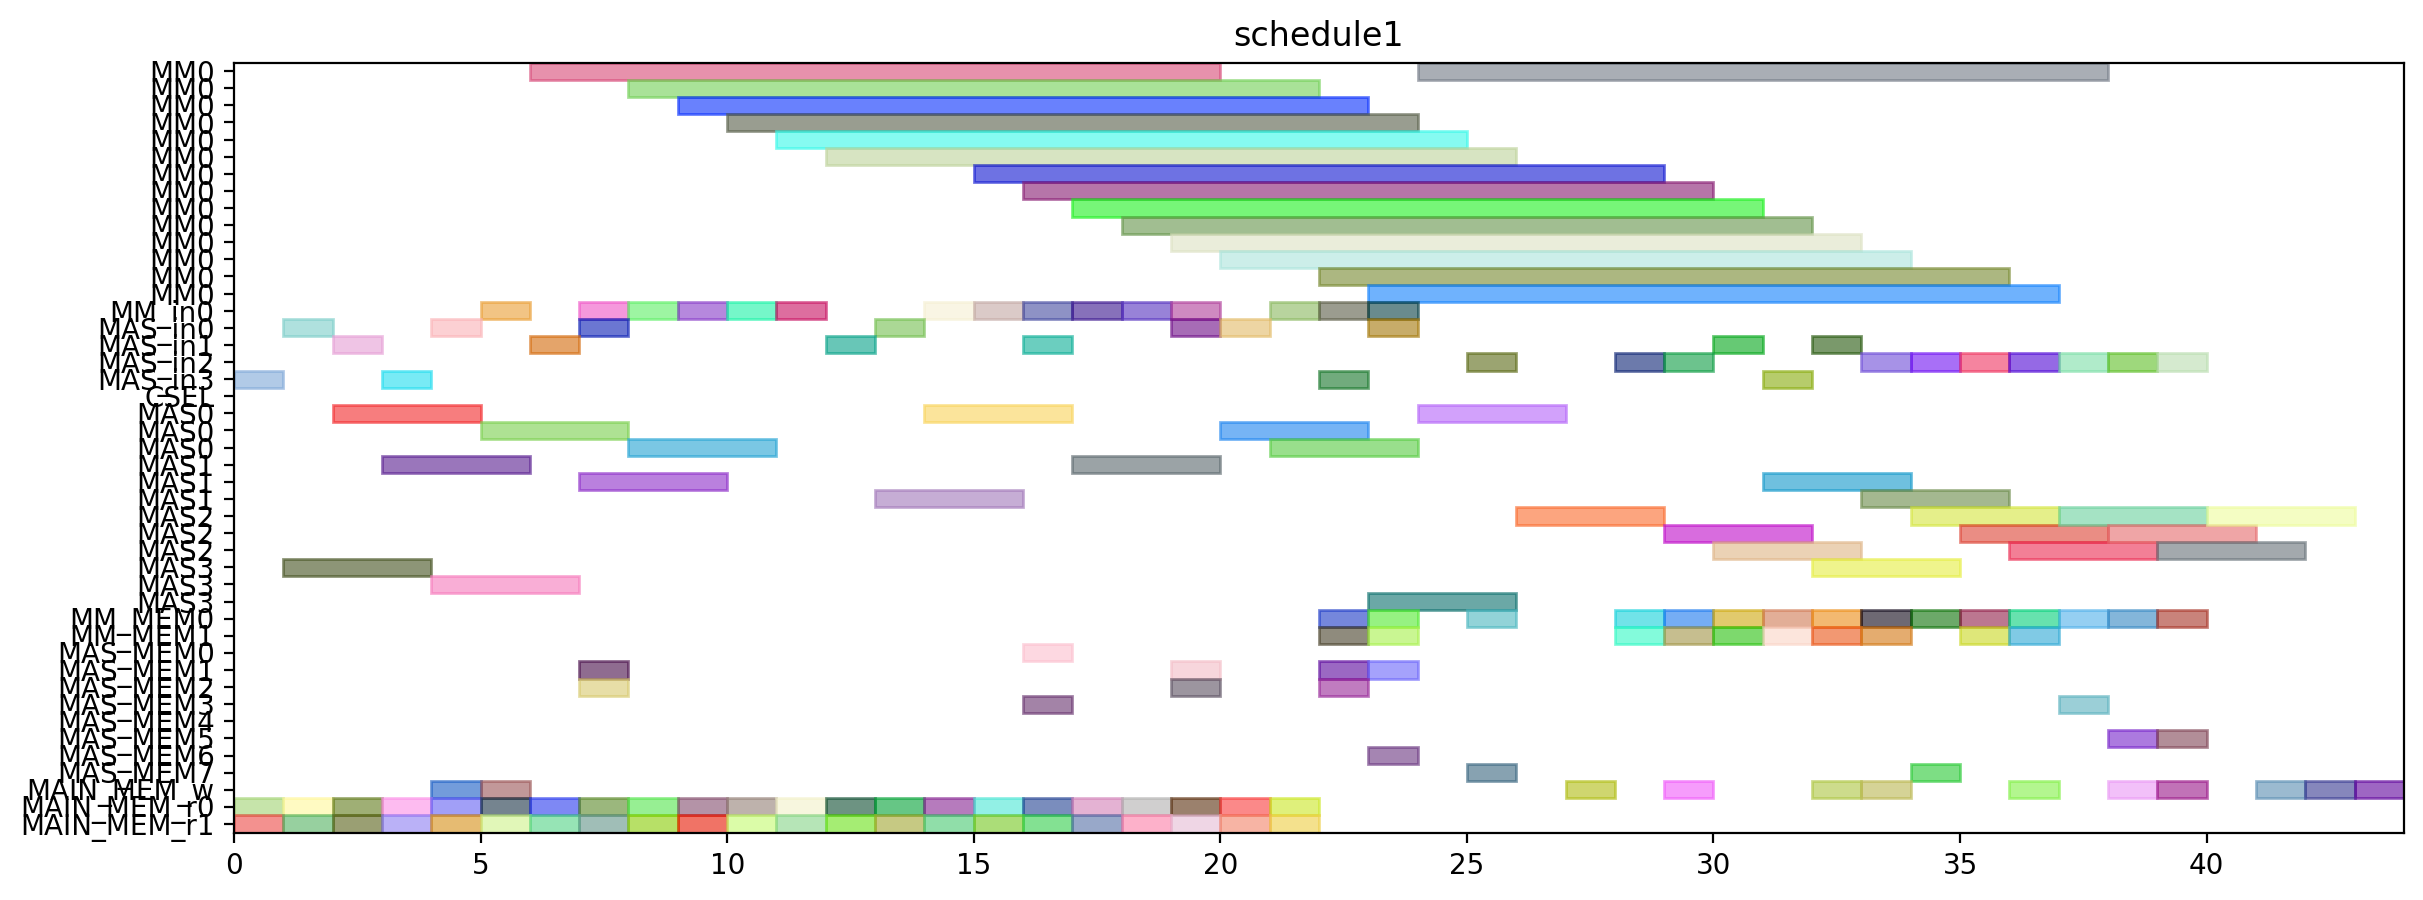 schedule1
MM0
MM0
MM0
MM0
MM0
MM0
MM0
MM0
MM0
MM0
MM0
MM0
MM0
MM0
MM_in0
MAS_in0
MAS_in1
MAS_in2
MAS_in3
CSEL
MAS0
MAS0
MAS0
MAS1
MAS1
MAS1
MAS2
MAS2
MAS2
MAS3
MAS3
MAS3
MM_MEM0
MM_MEM1
MAS_MEM0
MAS_MEM1
MAS_MEM2
MAS_MEM3
MAS_MEM4
MAS_MEM5
MAS_MEM6
MAS_MEM7
MAIN_MEM_w
MAIN_MEM_r0
MAIN_MEM_r1
0 5 10 15 20 25 30 35 40